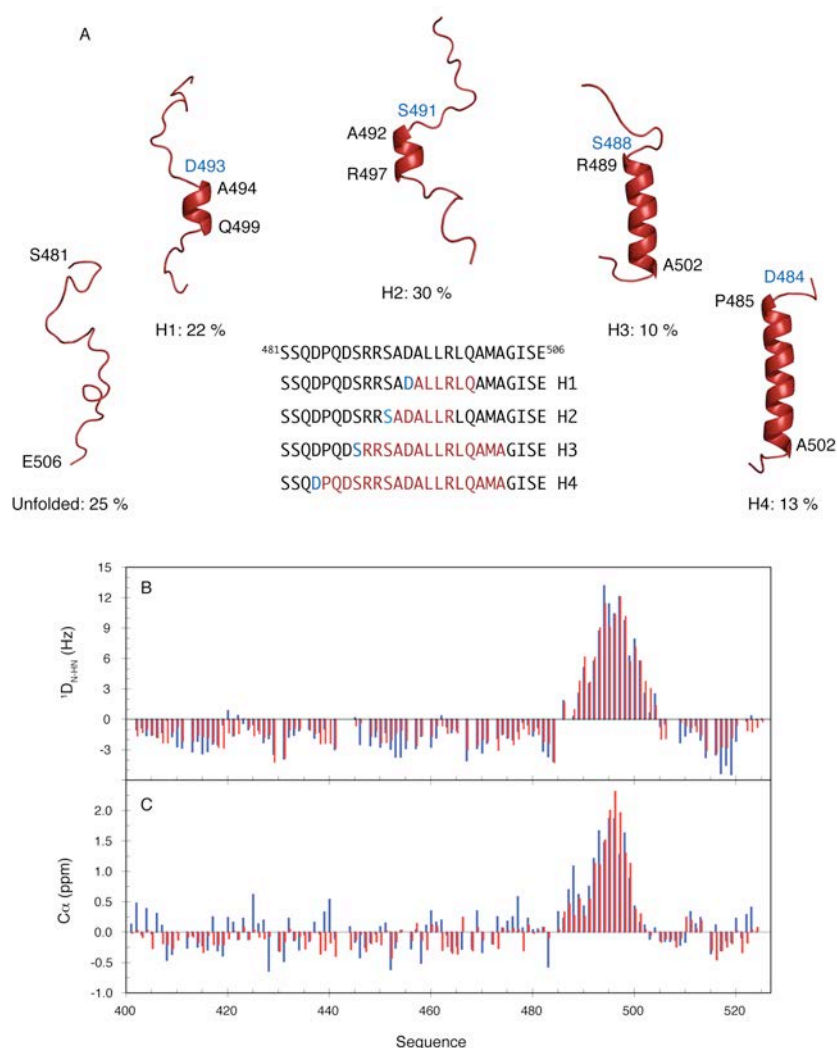 A
S491
D493
S488
A492
A494
R489
R497
Q499
S481
A502
D484
P485
H2: 30 %
H1: 22 %
H3: 10 %
481SSQDPQDSRRSADALLRLQAMAGISE506
SSQDPQDSRRSADALLRLQAMAGISE H1
SSQDPQDSRRSADALLRLQAMAGISE H2
SSQDPQDSRRSADALLRLQAMAGISE H3
SSQDPQDSRRSADALLRLQAMAGISE H4
E506
A502
Unfolded: 25 %
H4: 13 %
15
B
12
9
6
3
0
-3
1DN-HN (Hz)
C
2.0
1.5
1.0
0.5
0.0
-0.5
-1.0
Cα (ppm)
400 420 440 460 480 500 520
Sequence